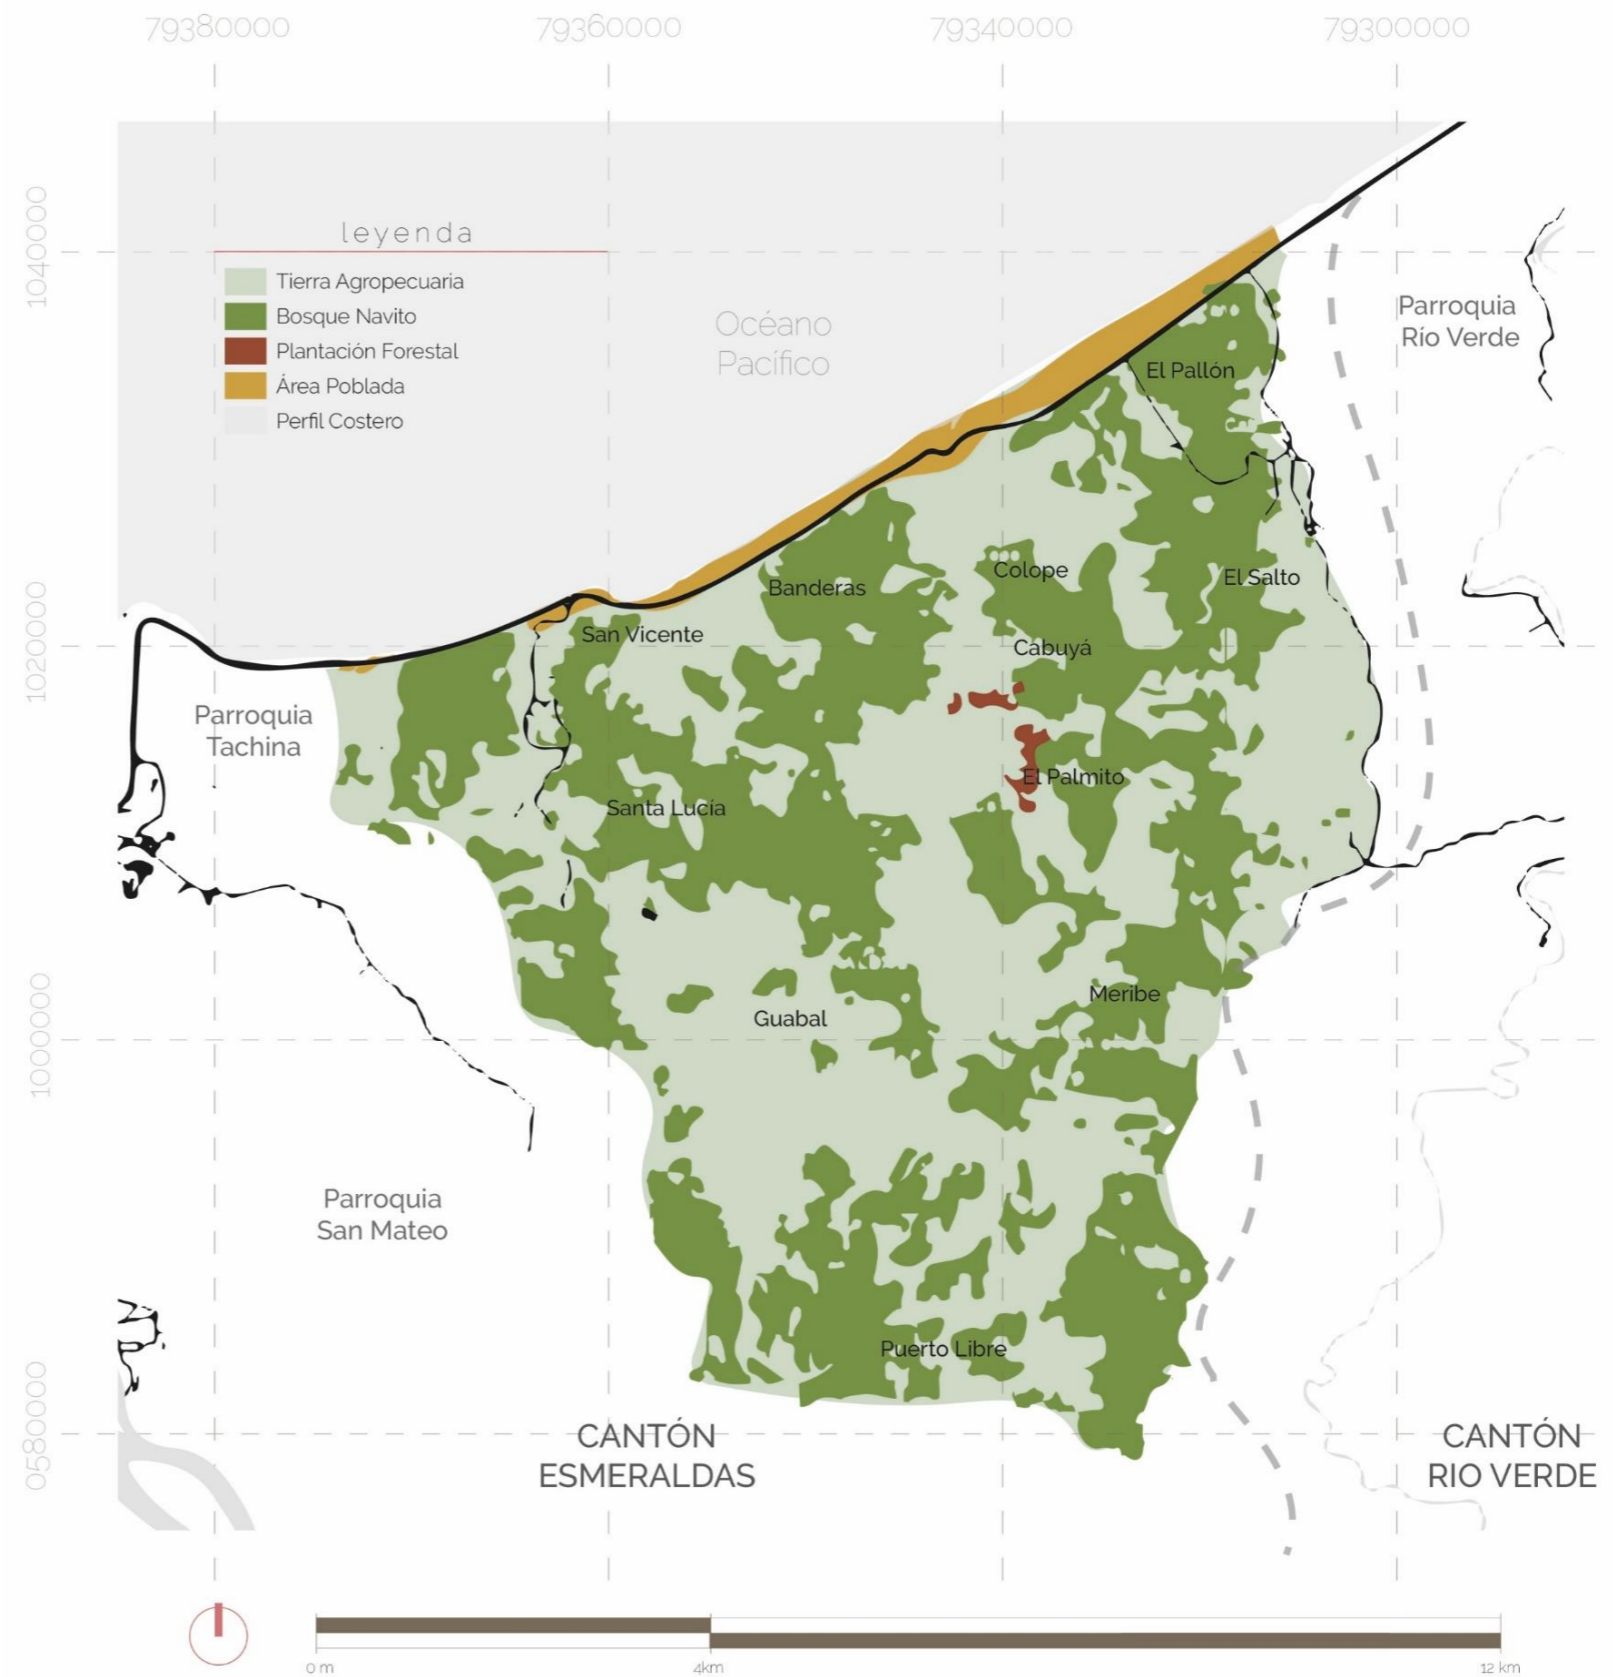 79380000
79360000
79340000
79300000
1040000
leyenda
Tierra Agropecuaria
Bosque Navito
Plantación Forestal
Área Poblada
Perfil Costero
Océano
Pacífico
Parroquia
Río Verde
El Pallón
Banderas
Colope
El Salto
1020000
San Vicente
Cabuyá
Parroquia
Tachina
El Palmito
Santa Lucía
1000000
Meribe
Guabal
Parroquia
San Mateo
Puerto Libre
0580000
CANTÓN
ESMERALDAS
CANTÓN
RIO VERDE
0 m
4km
12 km